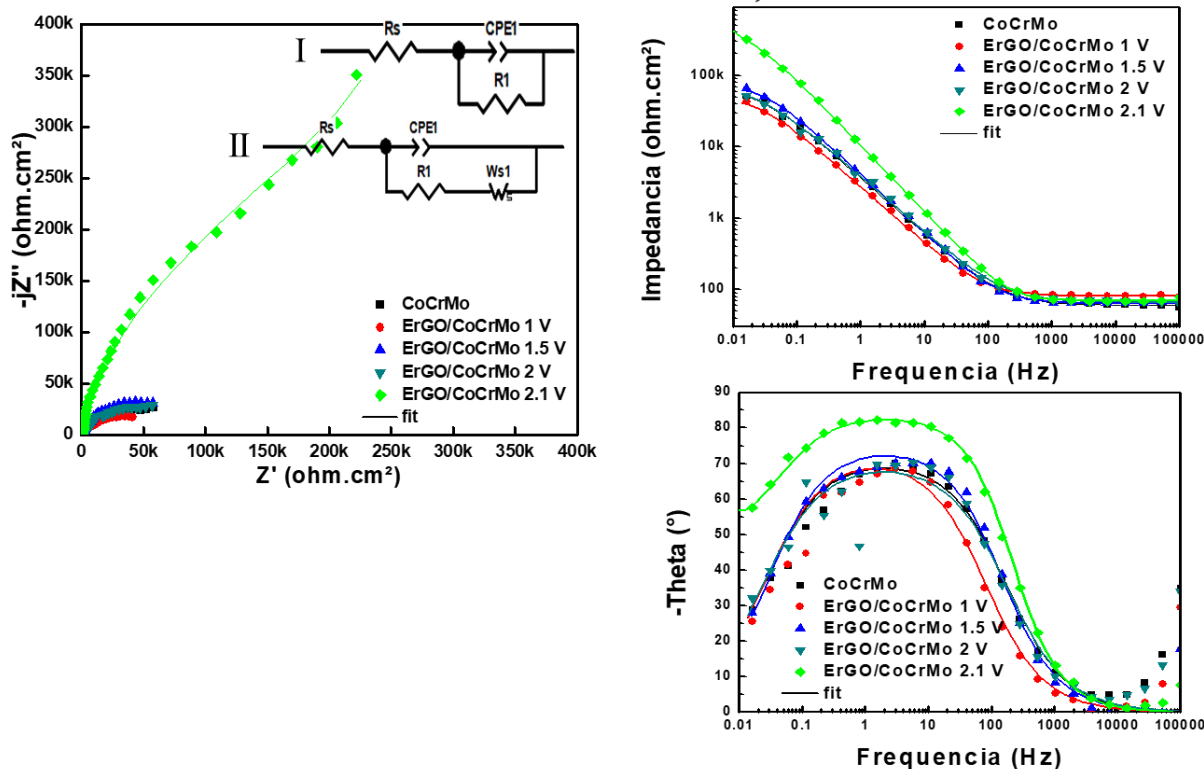 400k
350k
300k
250k
200k
150k
100k
50k
0
-jZ'' (ohm.cm²)
0 50k 100k 150k 200k 250k 300k 350k 400k
Z' (ohm.cm²)
I
Rs
CPE1
R1
II
Rs
CPE1
R1
Ws1
s
CoCrMo
ErGO/CoCrMo 1 V
ErGO/CoCrMo 1.5 V
ErGO/CoCrMo 2 V
ErGO/CoCrMo 2.1 V
fit
Impedancia (ohm.cm²)
100k
10k
1k
100
0.01 0.1 1 10 100 1000 10000 100000
Frequencia (Hz)
CoCrMo
ErGO/CoCrMo 1 V
ErGO/CoCrMo 1.5 V
ErGO/CoCrMo 2 V
ErGO/CoCrMo 2.1 V
fit
-Theta (°)
90
80
70
60
50
40
30
20
10
0
0.01 0.1 1 10 100 1000 10000 100000
Frequencia (Hz)
CoCrMo
ErGO/CoCrMo 1 V
ErGO/CoCrMo 1.5 V
ErGO/CoCrMo 2 V
ErGO/CoCrMo 2.1 V
fit